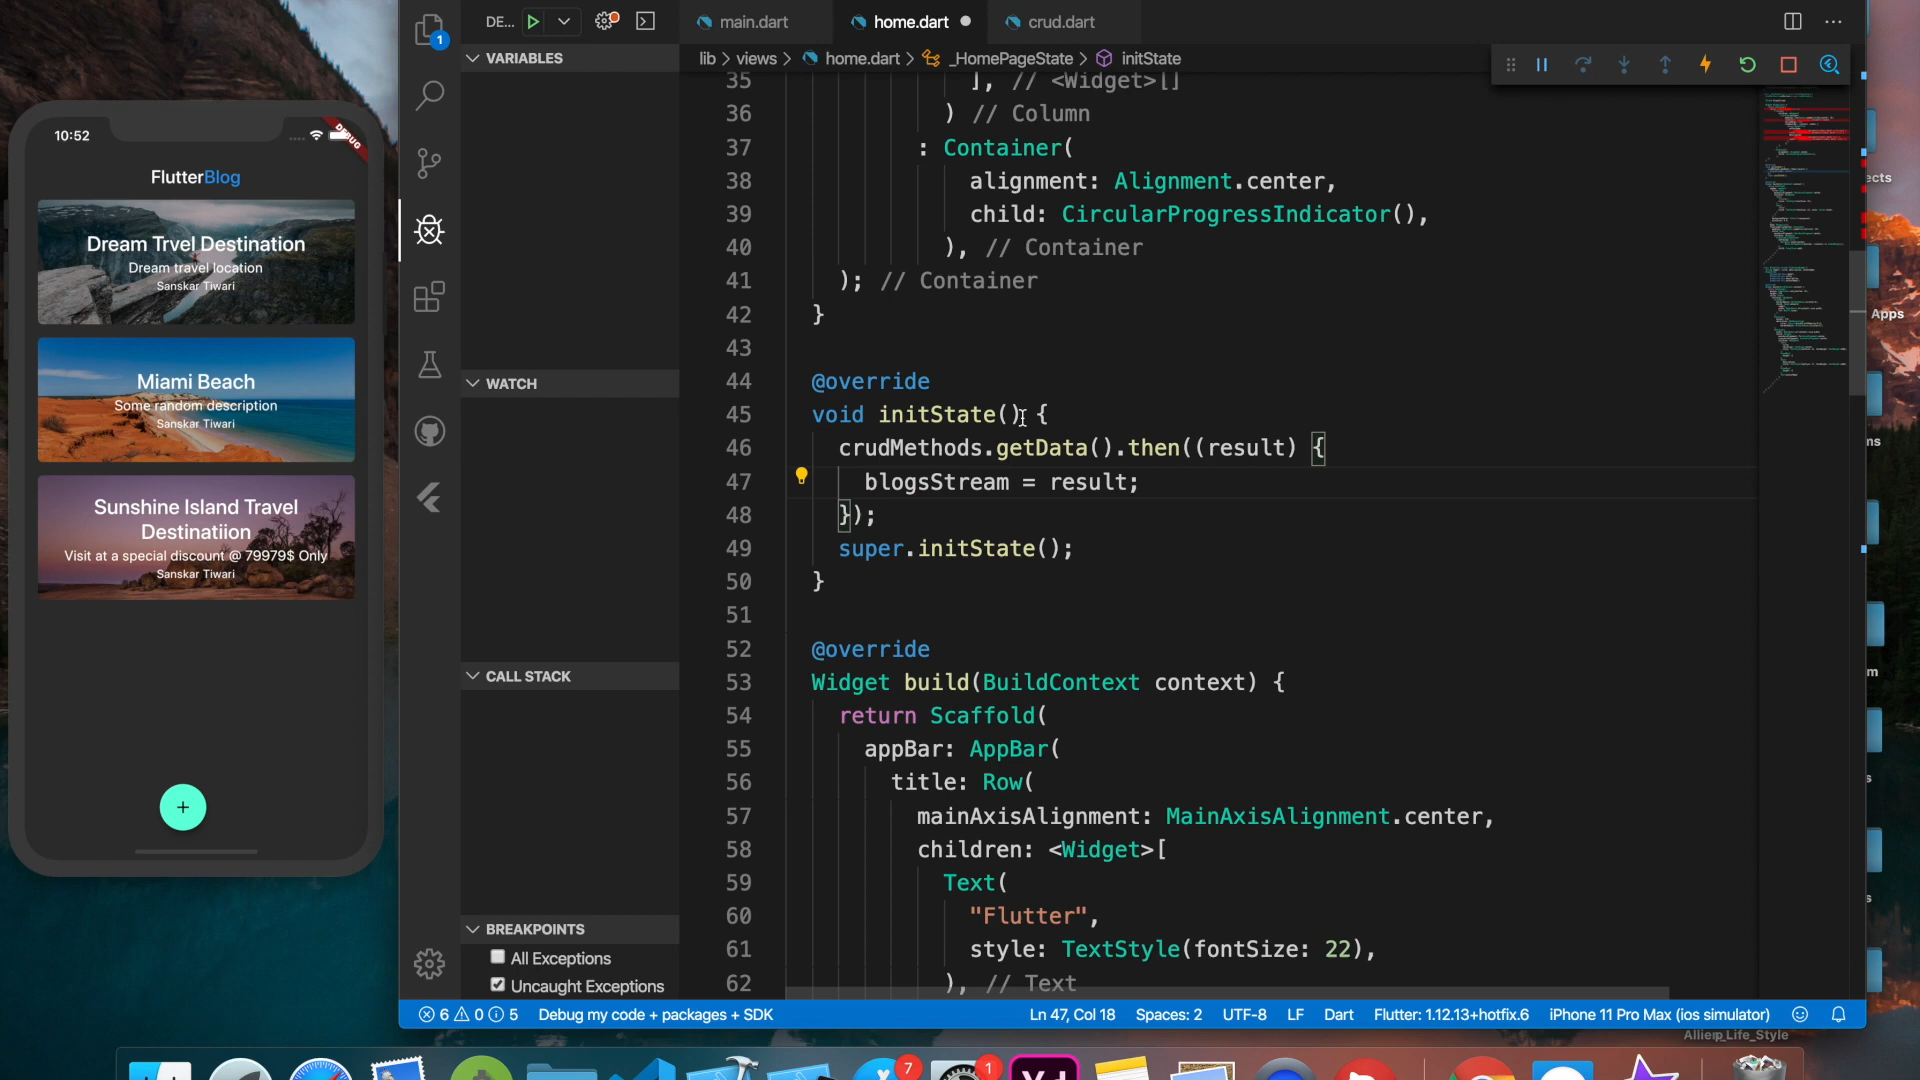 10:52
DEBUG
FlutterBlog
Dream Trvel Destination
Dream travel location
Sanskar Tiwari
Miami Beach
Some random description
Sanskar Tiwari
Sunshine Island Travel
Destinatiion
Visit at a special discount @ 79979$ Only
Sanskar Tiwari
+
1
DE...
VARIABLES
WATCH
CALL STACK
BREAKPOINTS
All Exceptions
Uncaught Exceptions
main.dart
home.dart
crud.dart
lib > views > home.dart > _HomePageState > initState
35 ], // <Widget>[]
36 ) // Column
37 : Container(
38 alignment: Alignment.center,
39 child: CircularProgressIndicator(),
40 ), // Container
41 ); // Container
42 }
43
44 @override
45 void initState() {
46 crudMethods.getData().then((result) {
47 blogsStream = result;
48 });
49 super.initState();
50 }
51
52 @override
53 Widget build(BuildContext context) {
54 return Scaffold(
55 appBar: AppBar(
56 title: Row(
57 mainAxisAlignment: MainAxisAlignment.center,
58 children: <Widget>[
59 Text(
60 "Flutter",
61 style: TextStyle(fontSize: 22),
62 ), // Text
6 0 5 Debug my code + packages + SDK
Ln 47, Col 18 Spaces: 2 UTF-8 LF Dart Flutter: 1.12.13+hotfix.6 iPhone 11 Pro Max (ios simulator)
ects
Apps
ns
m
s
s
7
1
Xd